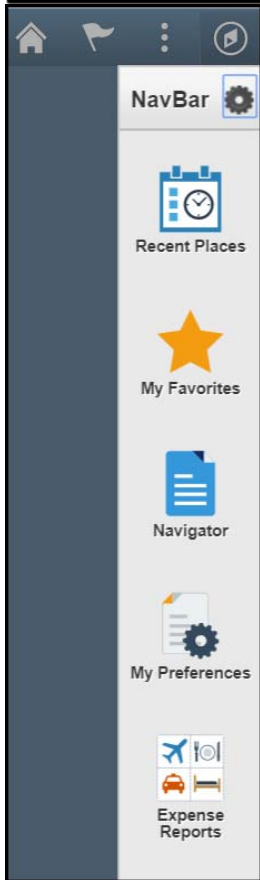 NavBar
Recent Places
My Favorites
Navigator
My Preferences
Expense
Reports